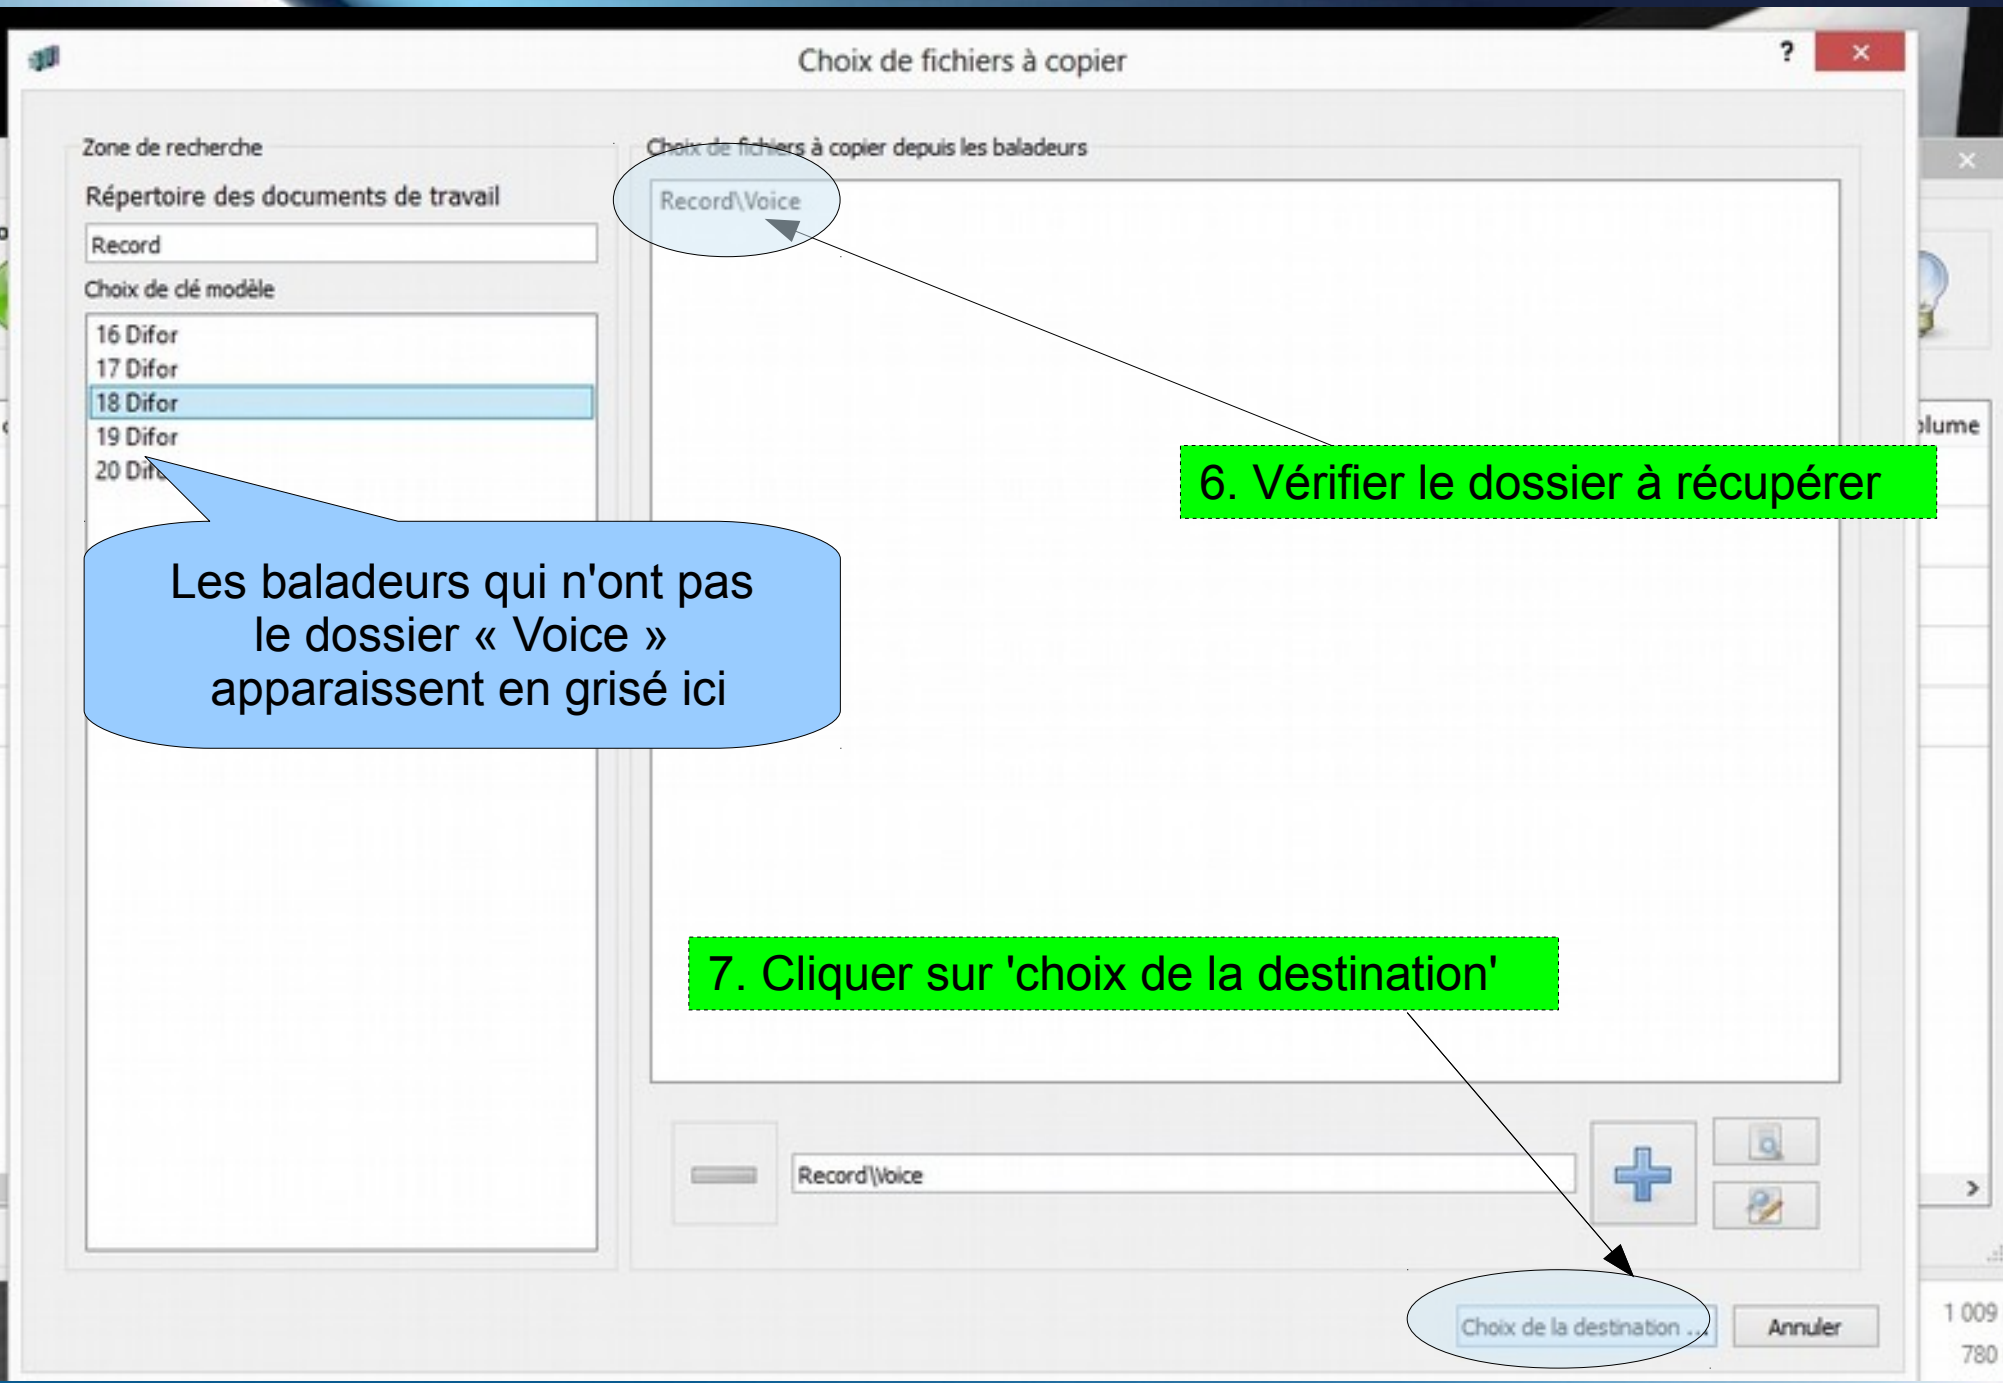 Choix de fichiers à copier
?
Zone de recherche
Choix de fichiers à copier depuis les baladeurs
Répertoire des documents de travail
Record\Voice
Record
Choix de clé modèle
16 Difor
17 Difor
18 Difor
19 Difor
20 Dif
olume
6. Vérifier le dossier à récupérer
Les baladeurs qui n'ont pas
le dossier « Voice »
apparaissent en grisé ici
7. Cliquer sur 'choix de la destination'
Record\Voice
Choix de la destination ...
Annuler
1 009
780